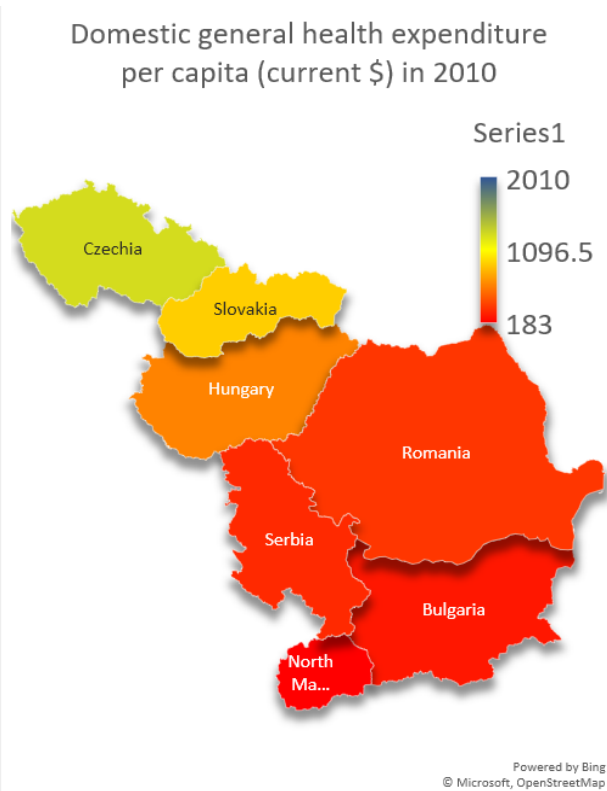 Domestic general health expenditure
per capita (current $) in 2010
Series1
2010
1096.5
183
Czechia
Slovakia
Hungary
Romania
Serbia
Bulgaria
North
Ma...
Powered by Bing
© Microsoft, OpenStreetMap